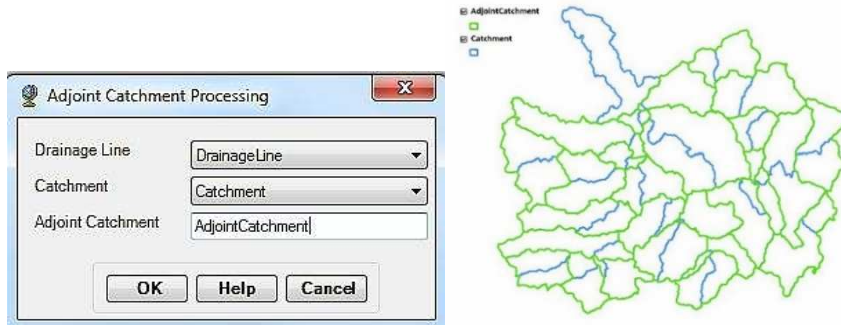 Adjoint Catchment Processing
Drainage Line
DrainageLine
Catchment
Catchment
Adjoint Catchment
AdjointCatchment
OK
Help
Cancel
AdjointCatchment
Catchment